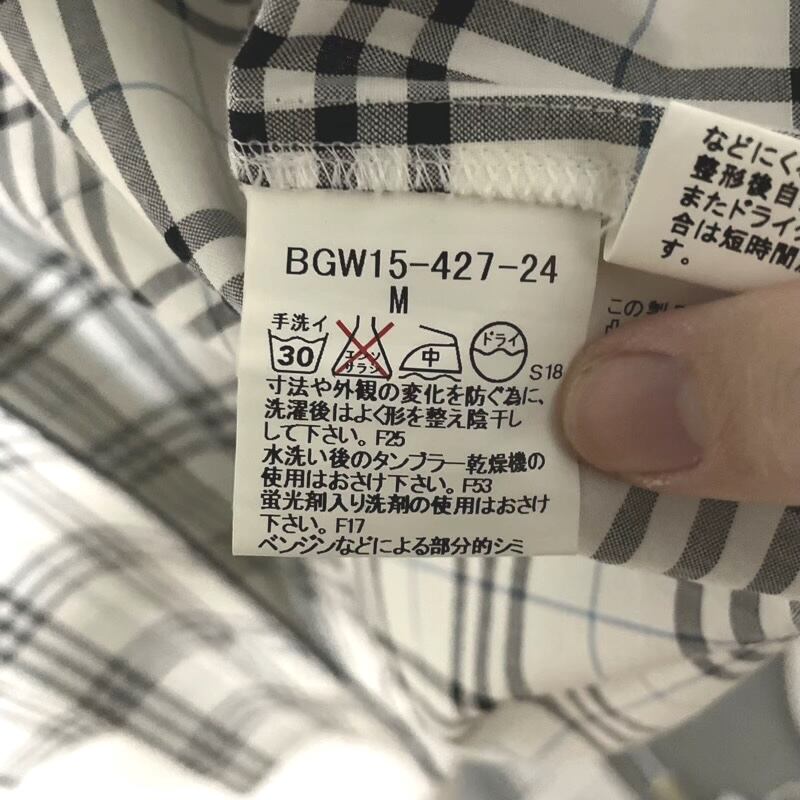 BGW15-427-24
M
手洗イ
30
エンソ
サラシ
中
ドライ
S18
寸法や外観の変化を防ぐ為に、
洗濯後はよく形を整え陰干し
して下さい。F25
水洗い後のタンブラー乾燥機の
使用はおさけ下さい。F53
蛍光剤入り洗剤の使用はおさけ
下さい。F17
ベンジンなどによる部分的シミ
などにく
整形後自
またドライ
合は短時間
す。
この製